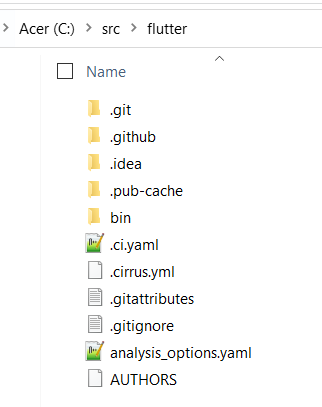 Acer (C:) > src > flutter
Name
.git
.github
.idea
.pub-cache
bin
.ci.yaml
.cirrus.yml
.gitattributes
.gitignore
analysis_options.yaml
AUTHORS